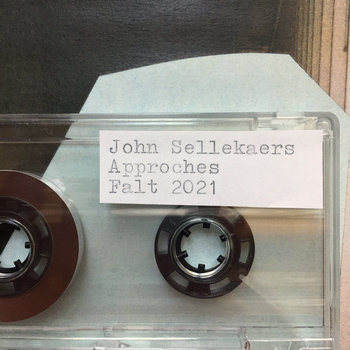 John Sellekaers
Approches
Falt 2021